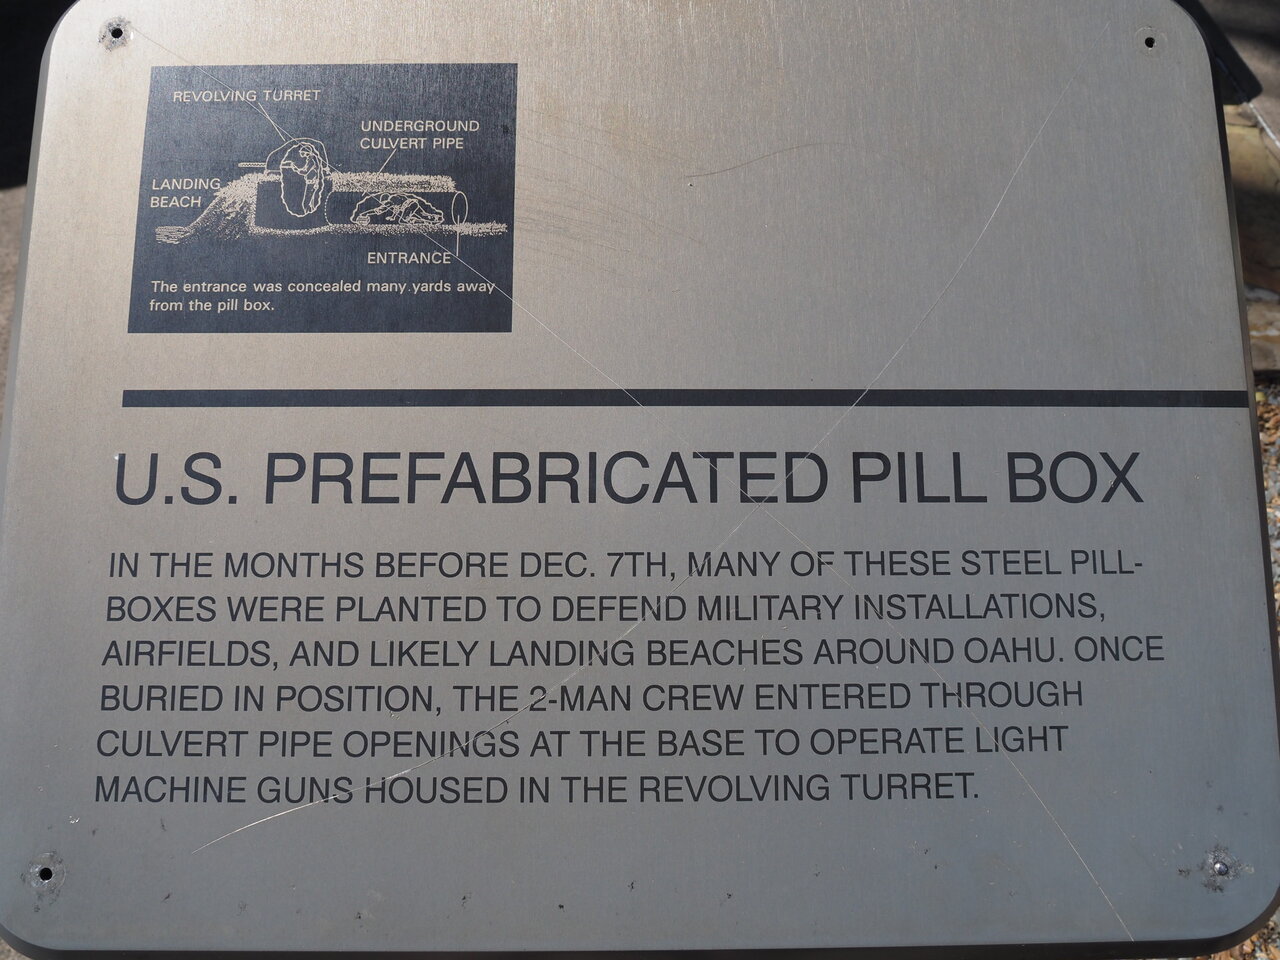 REVOLVING TURRET
UNDERGROUND
CULVERT PIPE
LANDING
BEACH
ENTRANCE
The entrance was concealed many yards away
from the pill box.
U.S. PREFABRICATED PILL BOX
IN THE MONTHS BEFORE DEC. 7TH, MANY OF THESE STEEL PILL-
BOXES WERE PLANTED TO DEFEND MILITARY INSTALLATIONS,
AIRFIELDS, AND LIKELY LANDING BEACHES AROUND OAHU. ONCE
BURIED IN POSITION, THE 2-MAN CREW ENTERED THROUGH
CULVERT PIPE OPENINGS AT THE BASE TO OPERATE LIGHT
MACHINE GUNS HOUSED IN THE REVOLVING TURRET.